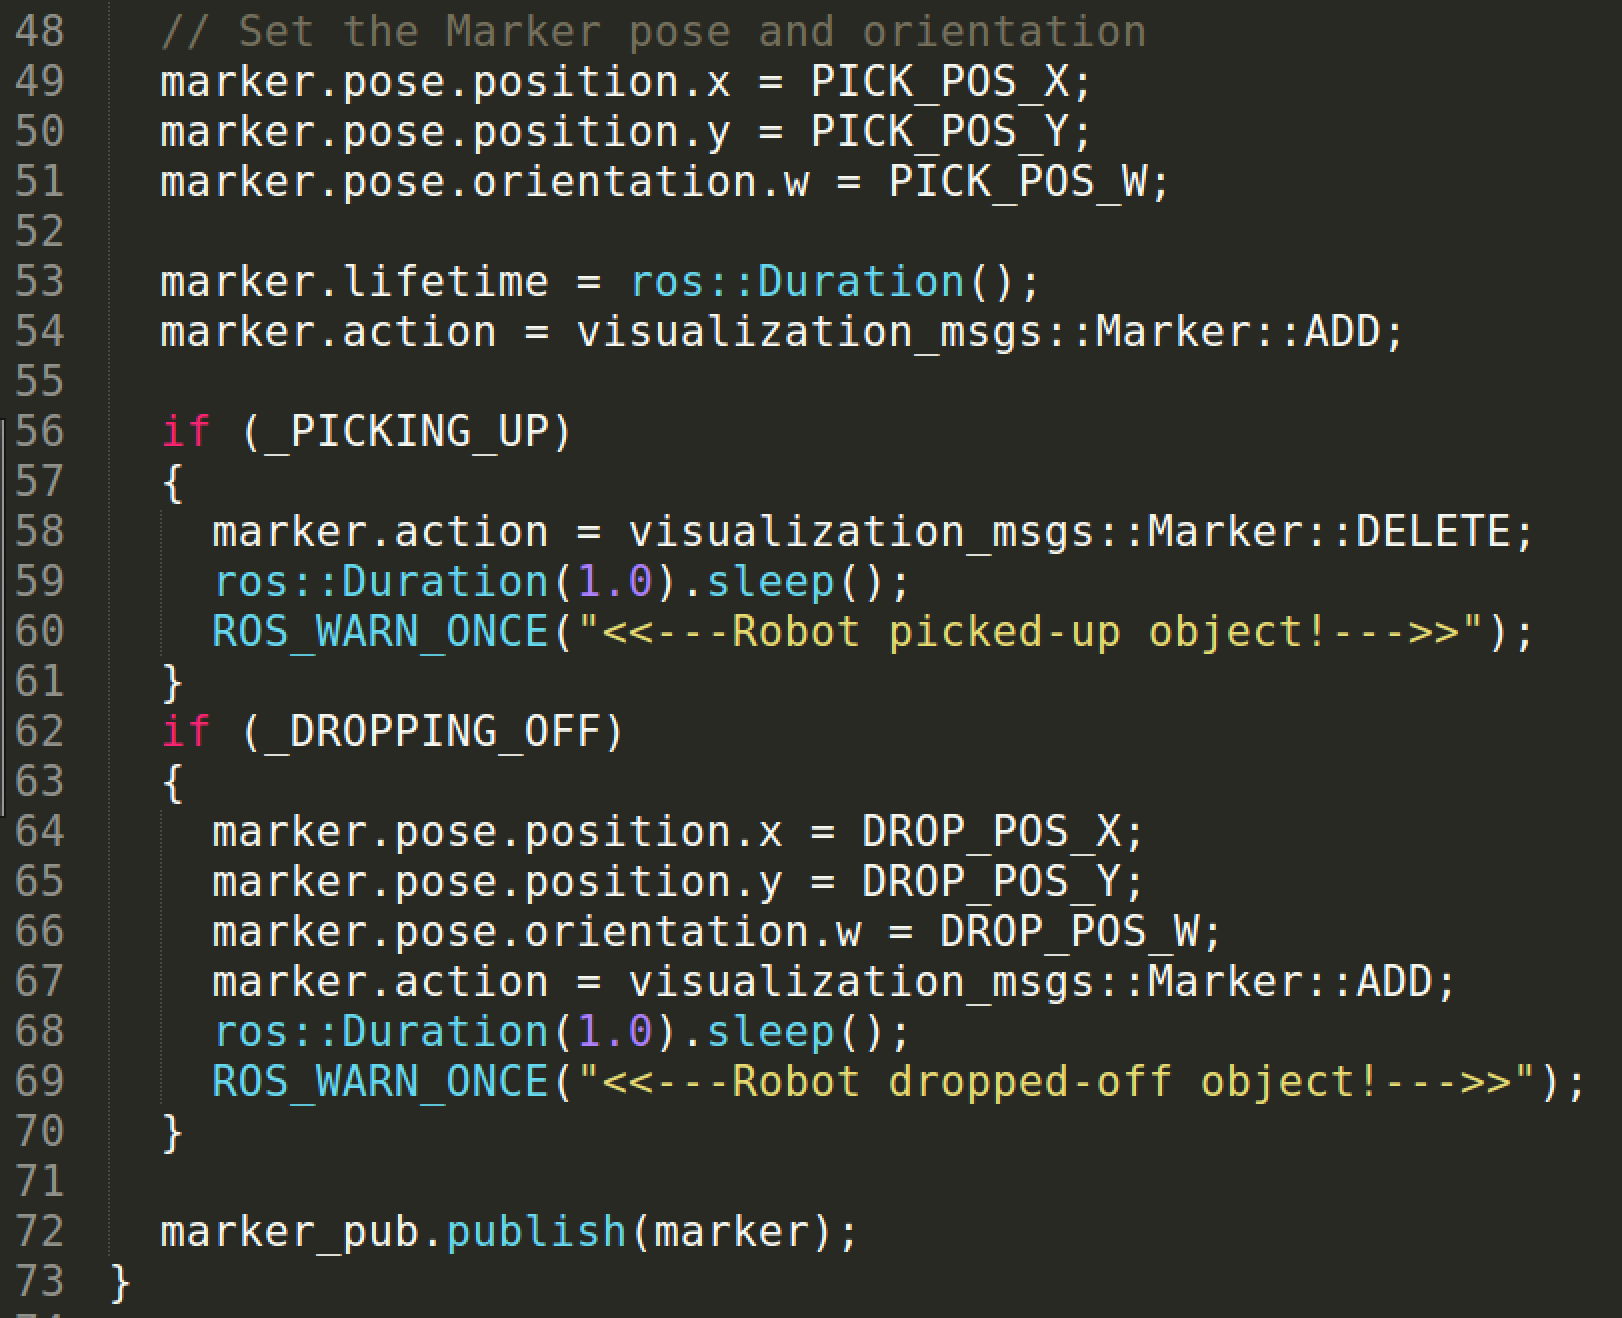 48 // Set the Marker pose and orientation
49 marker.pose.position.x = PICK_POS_X;
50 marker.pose.position.y = PICK_POS_Y;
51 marker.pose.orientation.w = PICK_POS_W;
52
53 marker.lifetime = ros::Duration();
54 marker.action = visualization_msgs::Marker::ADD;
55
56 if (_PICKING_UP)
57 {
58 marker.action = visualization_msgs::Marker::DELETE;
59 ros::Duration(1.0).sleep();
60 ROS_WARN_ONCE("<<---Robot picked-up object!--->>");
61 }
62 if (_DROPPING_OFF)
63 {
64 marker.pose.position.x = DROP_POS_X;
65 marker.pose.position.y = DROP_POS_Y;
66 marker.pose.orientation.w = DROP_POS_W;
67 marker.action = visualization_msgs::Marker::ADD;
68 ros::Duration(1.0).sleep();
69 ROS_WARN_ONCE("<<---Robot dropped-off object!--->>");
70 }
71
72 marker_pub.publish(marker);
73 }